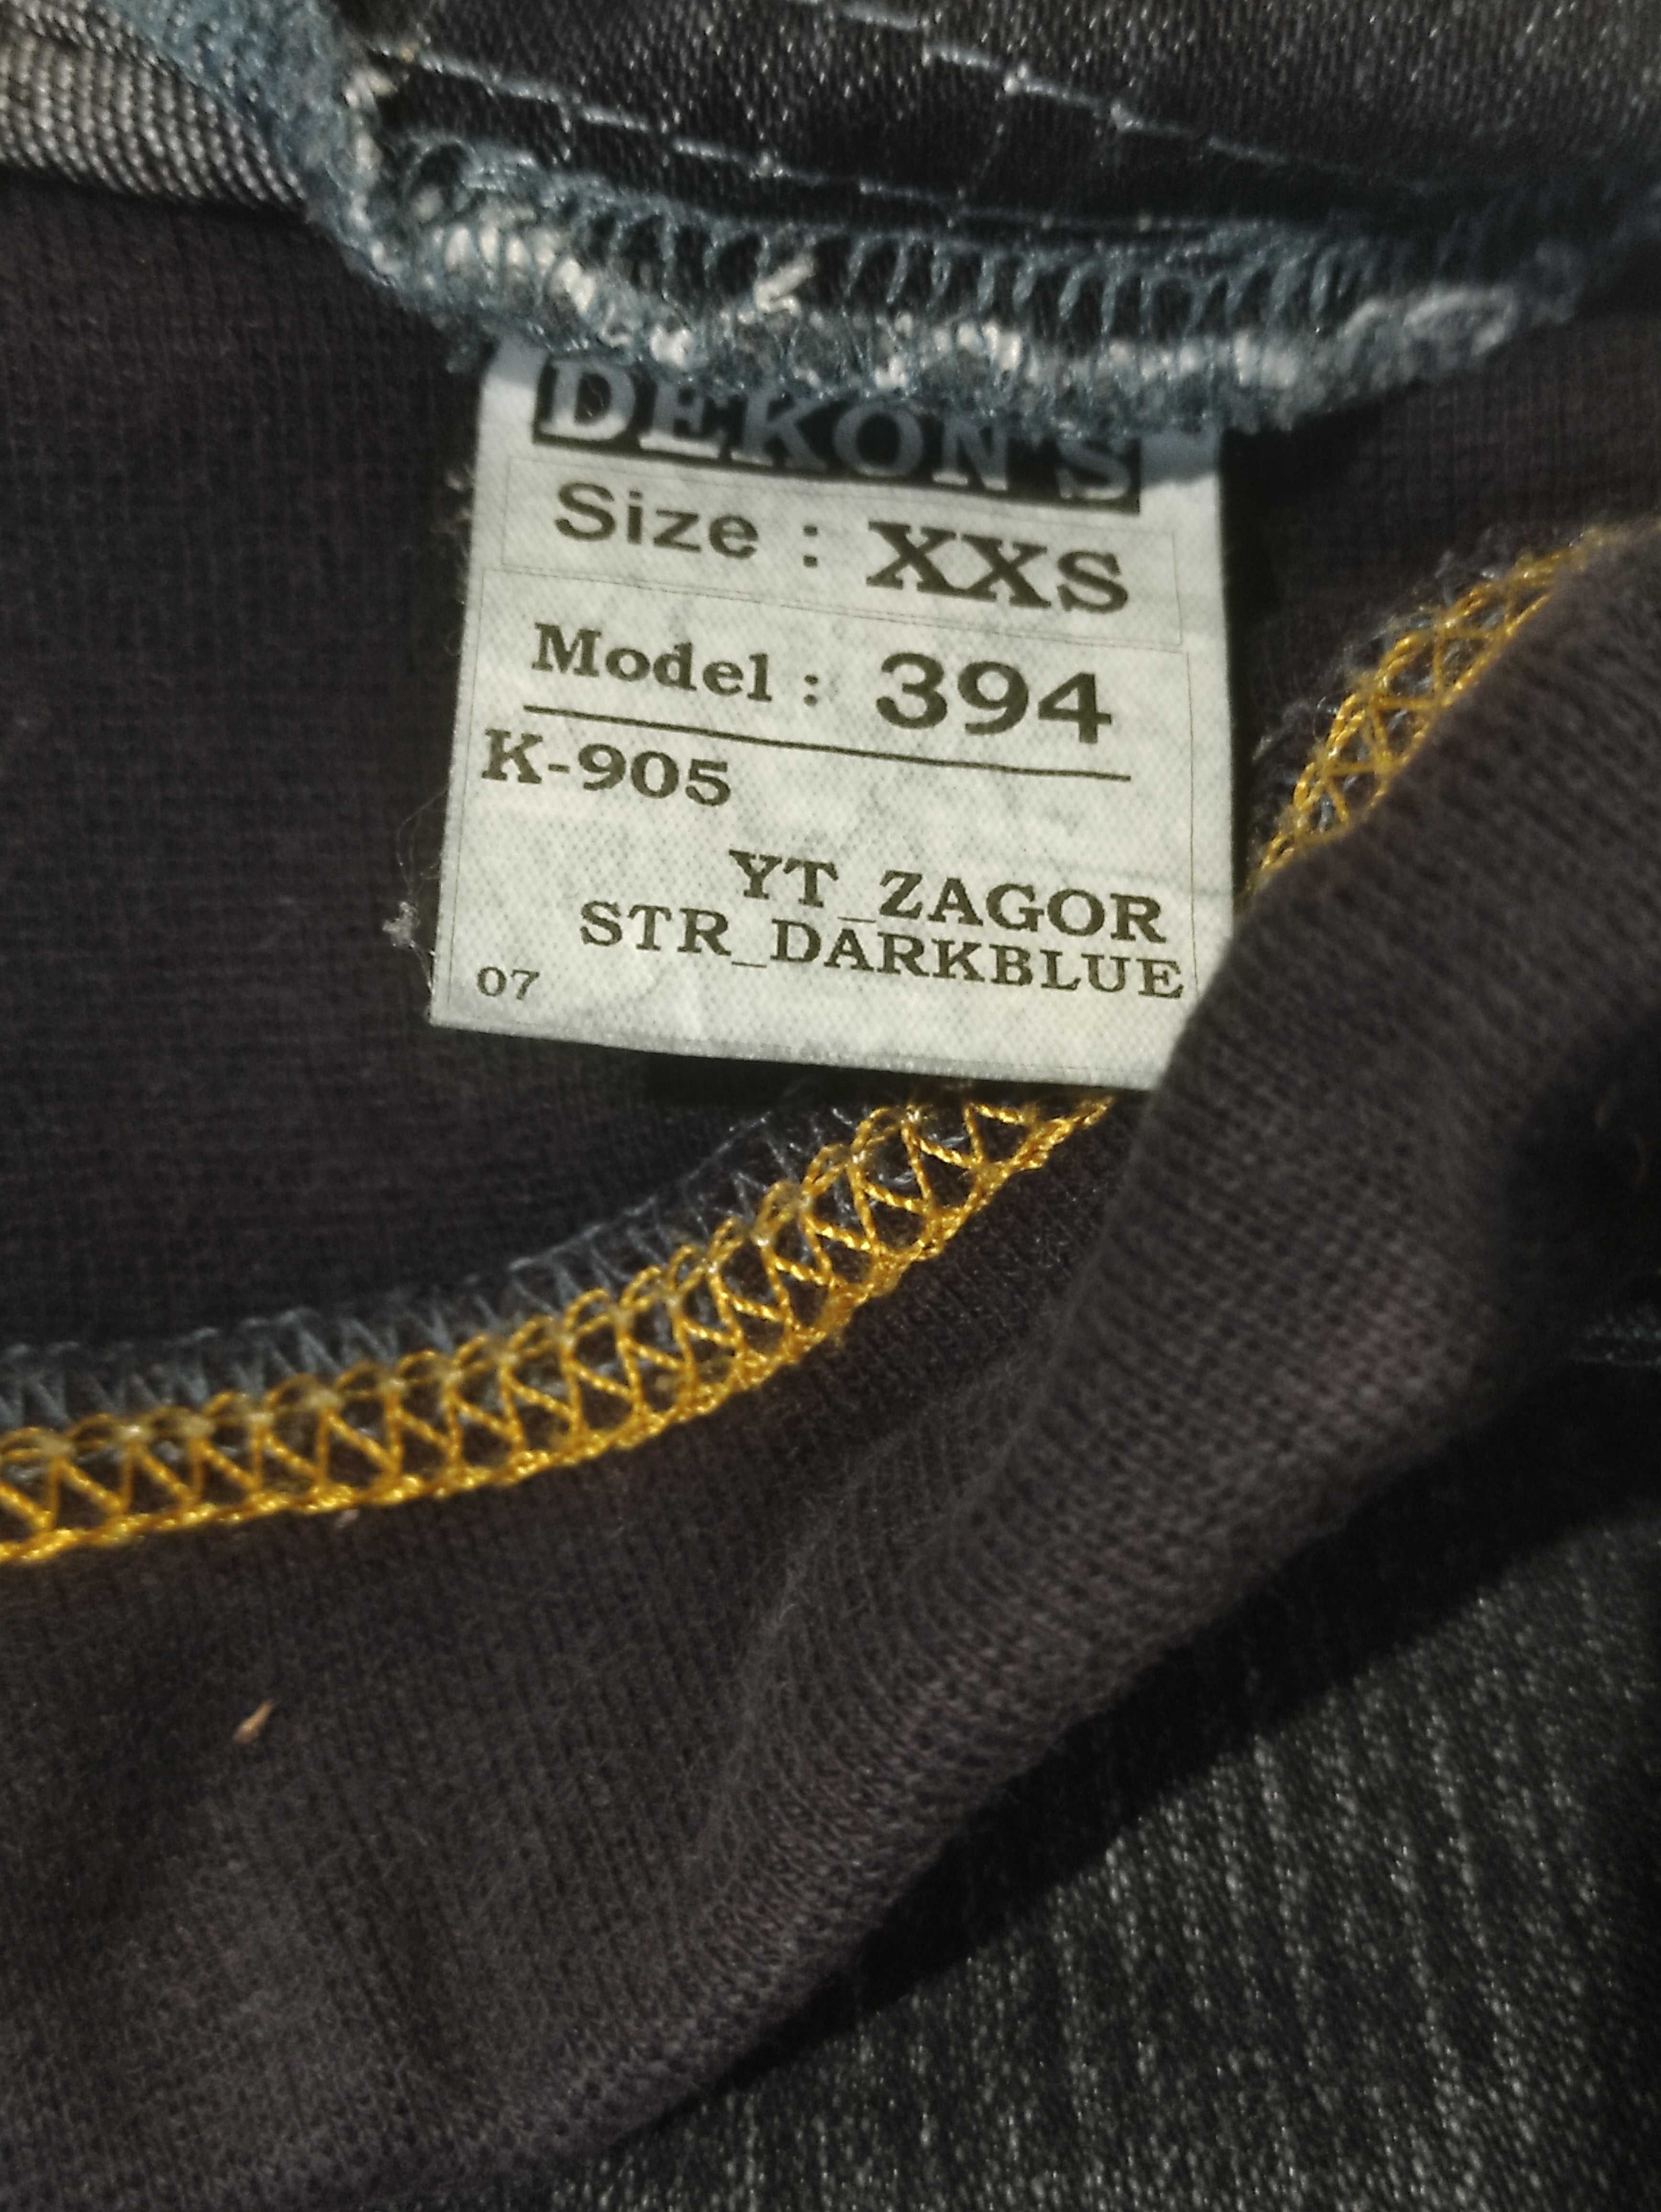 DEKON'S
Size : XXS
Model : 394
K-905
YT_ZAGOR
STR_DARKBLUE
07